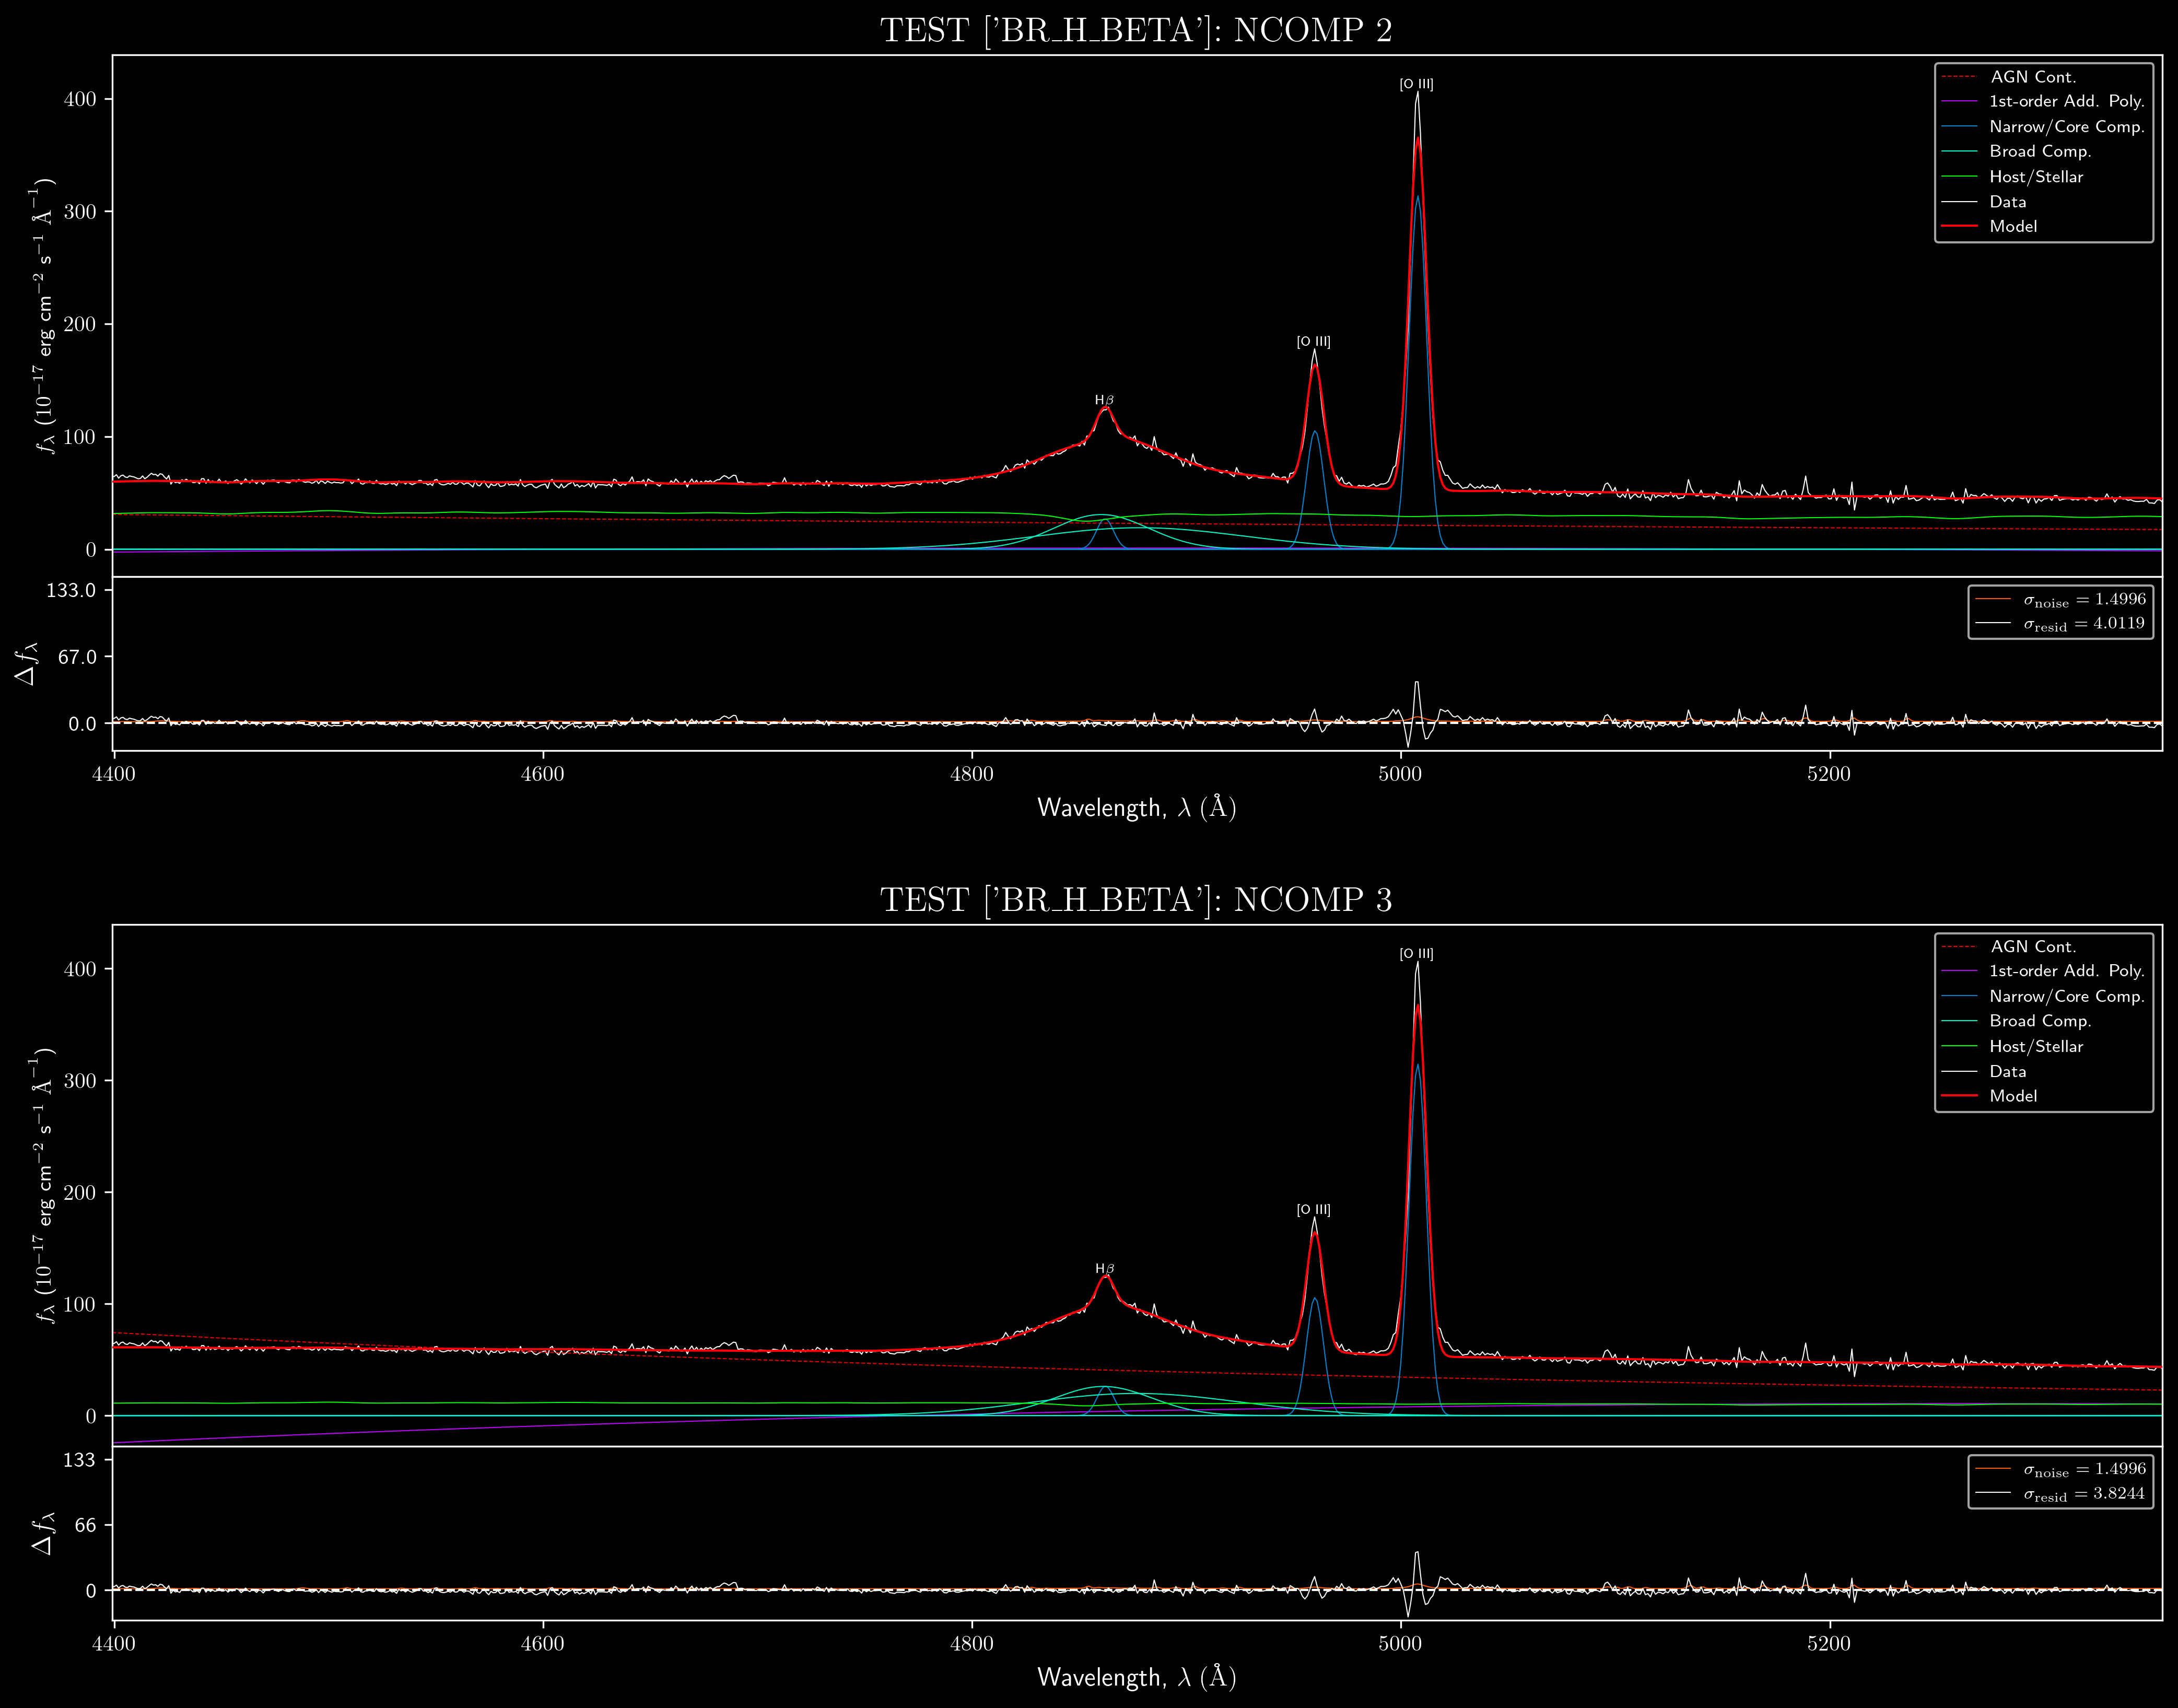 TEST ['BR_H_BETA']: NCOMP 2
f_λ (10⁻¹⁷ erg cm⁻² s⁻¹ Å⁻¹)
400
300
200
100
0
Hβ
[O III]
[O III]
AGN Cont.
1st-order Add. Poly.
Narrow/Core Comp.
Broad Comp.
Host/Stellar
Data
Model
Δf_λ
133.0
67.0
0.0
σ_noise = 1.4996
σ_resid = 4.0119
4400 4600 4800 5000 5200
Wavelength, λ (Å)
TEST ['BR_H_BETA']: NCOMP 3
f_λ (10⁻¹⁷ erg cm⁻² s⁻¹ Å⁻¹)
400
300
200
100
0
Hβ
[O III]
[O III]
AGN Cont.
1st-order Add. Poly.
Narrow/Core Comp.
Broad Comp.
Host/Stellar
Data
Model
Δf_λ
133
66
0
σ_noise = 1.4996
σ_resid = 3.8244
4400 4600 4800 5000 5200
Wavelength, λ (Å)